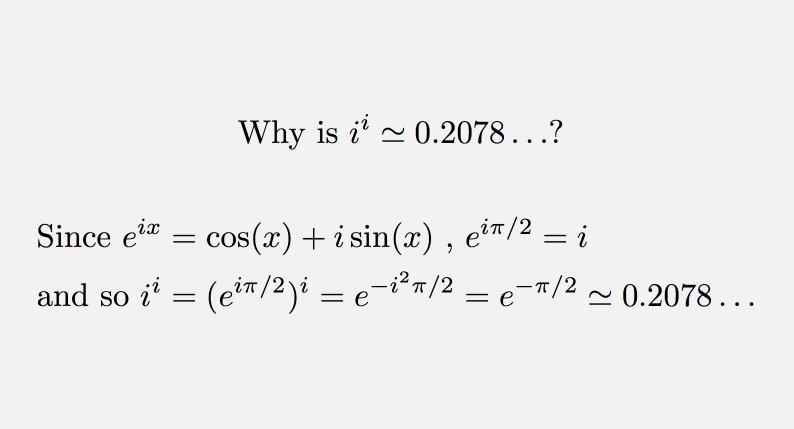 Why is $i^i \simeq 0.2078\ldots$?
Since $e^{ix} = \cos(x) + i\sin(x)$ , $e^{i\pi/2} = i$
and so $i^i = (e^{i\pi/2})^i = e^{-i^2\pi/2} = e^{-\pi/2} \simeq 0.2078\ldots$